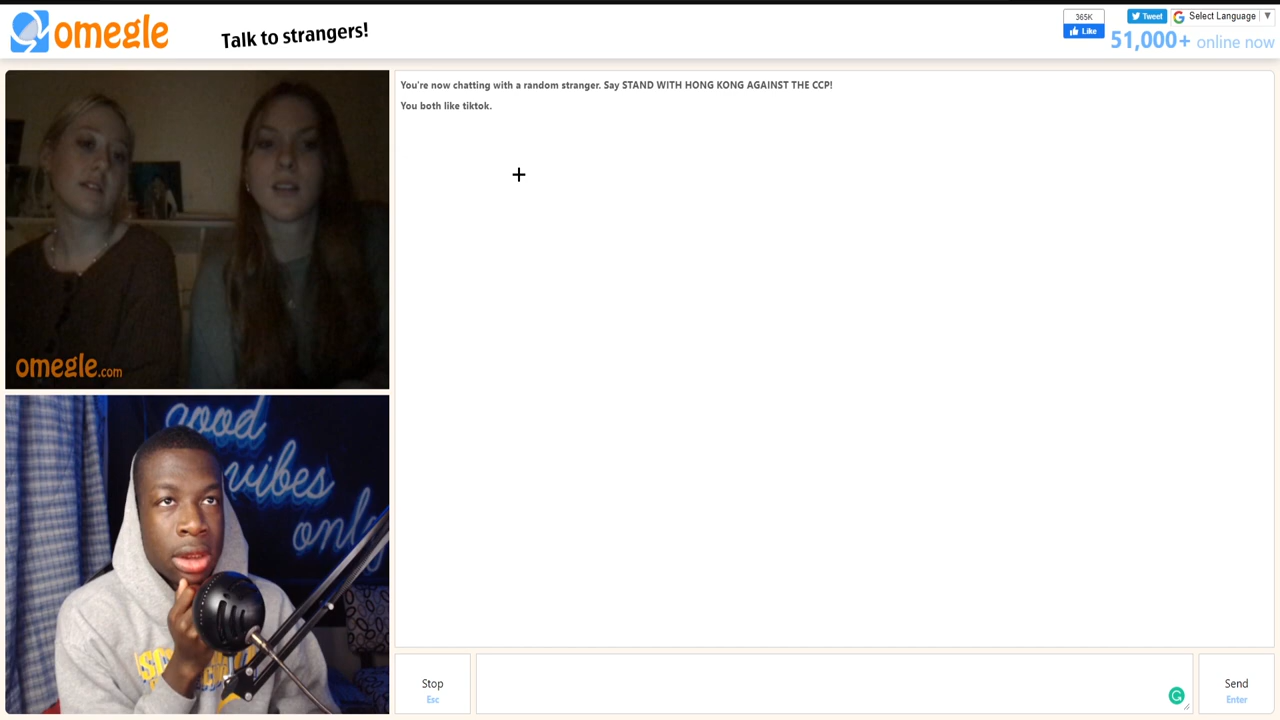 omegle
Talk to strangers!
365K
Like
Tweet
Select Language
51,000+ online now
You're now chatting with a random stranger. Say STAND WITH HONG KONG AGAINST THE CCP!
You both like tiktok.
omegle.com
good
vibes
only
Stop
Esc
Send
Enter